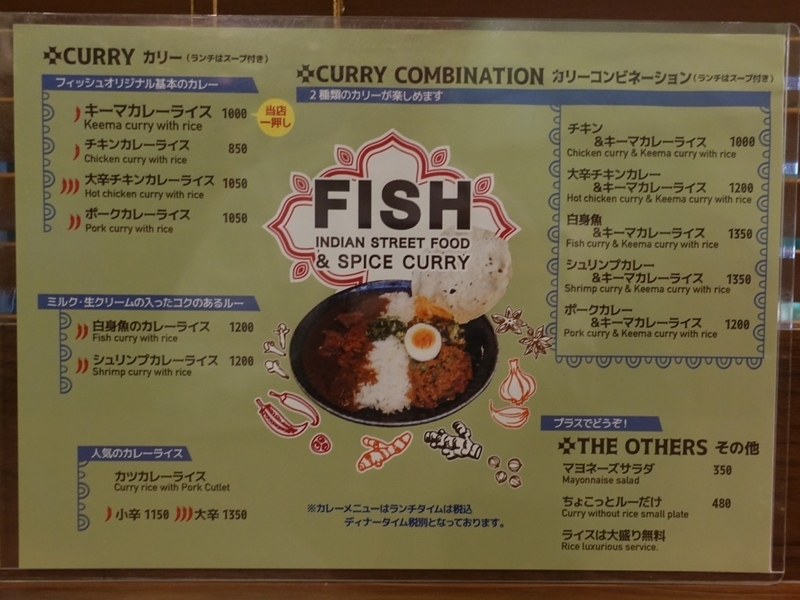 CURRY カリー(ランチはスープ付き)
フィッシュオリジナル基本のカレー
キーマカレーライス 1000
Keema curry with rice
当店
一押し
チキンカレーライス 850
Chicken curry with rice
大辛チキンカレーライス 1050
Hot chicken curry with rice
ポークカレーライス 1050
Pork curry with rice
ミルク・生クリームの入ったコクのあるルー
白身魚のカレーライス 1200
Fish curry with rice
シュリンプカレーライス 1200
Shrimp curry with rice
人気のカレーライス
カツカレーライス
Curry rice with Pork Cutlet
小辛 1150 大辛 1350
FISH
INDIAN STREET FOOD
& SPICE CURRY
※カレーメニューはランチタイムは税込
ディナータイム税別となっております。
CURRY COMBINATION カリーコンビネーション(ランチはスープ付き)
2種類のカリーが楽しめます
チキン
&キーマカレーライス 1000
Chicken curry & Keema curry with rice
大辛チキンカレー
&キーマカレーライス 1200
Hot chicken curry & Keema curry with rice
白身魚
&キーマカレーライス 1350
Fish curry & Keema curry with rice
シュリンプカレー
&キーマカレーライス 1350
Shrimp curry & Keema curry with rice
ポークカレー
&キーマカレーライス 1200
Pork curry & Keema curry with rice
プラスでどうぞ!
THE OTHERS その他
マヨネーズサラダ 350
Mayonnaise salad
ちょこっとルーだけ 480
Curry without rice small plate
ライスは大盛り無料
Rice luxurious service.